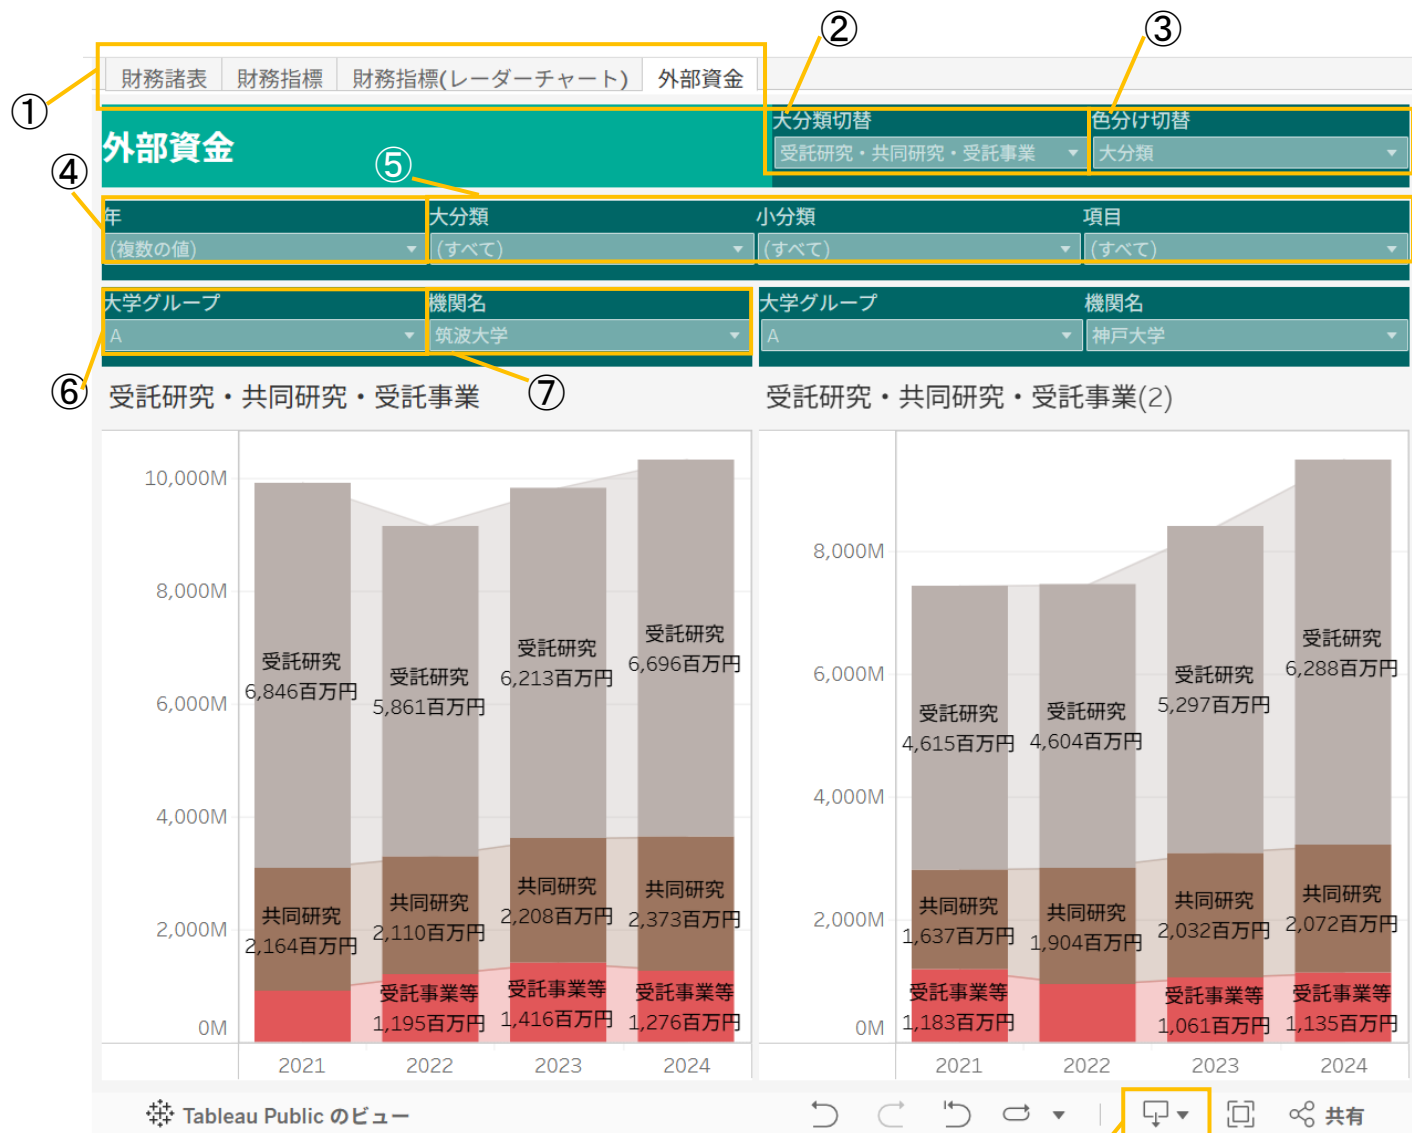 ② ③
財務諸表 財務指標 財務指標(レーダーチャート) 外部資金
①
外部資金
大分類切替 色分け切替
受託研究・共同研究・受託事業 大分類
④ ⑤
年 大分類 小分類 項目
(複数の値) (すべて) (すべて) (すべて)
大学グループ 機関名 大学グループ 機関名
A 筑波大学 A 神戸大学
⑥ ⑦
受託研究・共同研究・受託事業
10,000M
8,000M
6,000M
4,000M
2,000M
0M
受託研究
6,846百万円
共同研究
2,164百万円
受託研究
5,861百万円
共同研究
2,110百万円
受託事業等
1,195百万円
受託研究
6,213百万円
共同研究
2,208百万円
受託事業等
1,416百万円
受託研究
6,696百万円
共同研究
2,373百万円
受託事業等
1,276百万円
2021 2022 2023 2024
受託研究・共同研究・受託事業(2)
8,000M
6,000M
4,000M
2,000M
0M
受託研究
4,615百万円
共同研究
1,637百万円
受託事業等
1,183百万円
受託研究
4,604百万円
共同研究
1,904百万円
受託研究
5,297百万円
共同研究
2,032百万円
受託事業等
1,061百万円
受託研究
6,288百万円
共同研究
2,072百万円
受託事業等
1,135百万円
2021 2022 2023 2024
Tableau Public のビュー
共有